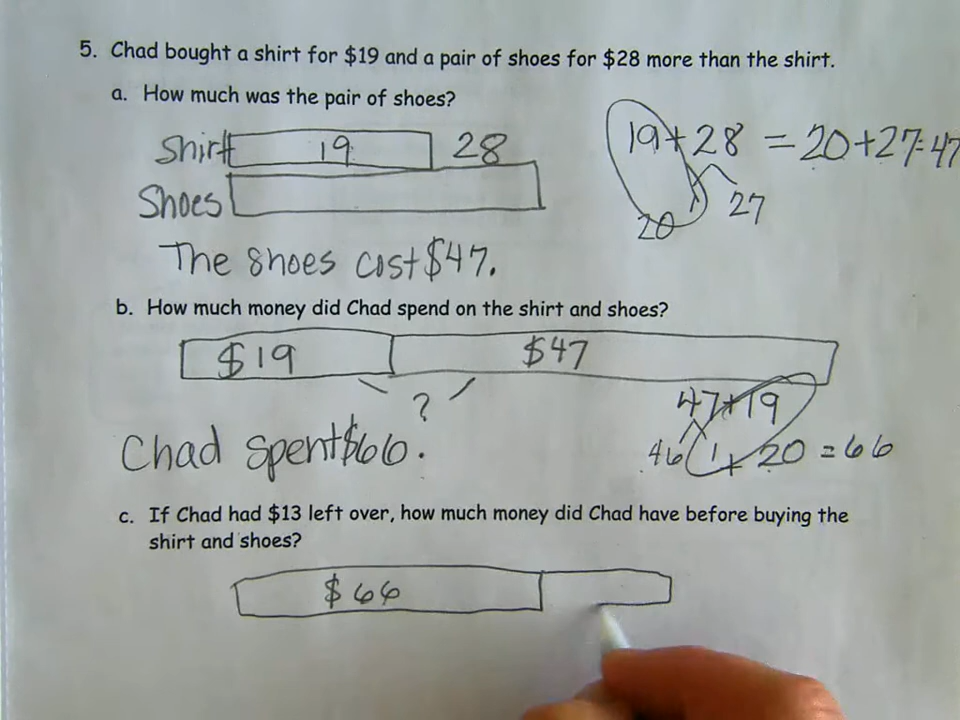 5. Chad bought a shirt for $19 and a pair of shoes for $28 more than the shirt.
a. How much was the pair of shoes?
Shirt 19 28
19+28 = 20+27=47
Shoes
20 1 27
The shoes cost $47.
b. How much money did Chad spend on the shirt and shoes?
$19 $47
?
47+19
Chad spent $66.
46 1 + 20 = 66
c. If Chad had $13 left over, how much money did Chad have before buying the
shirt and shoes?
$66